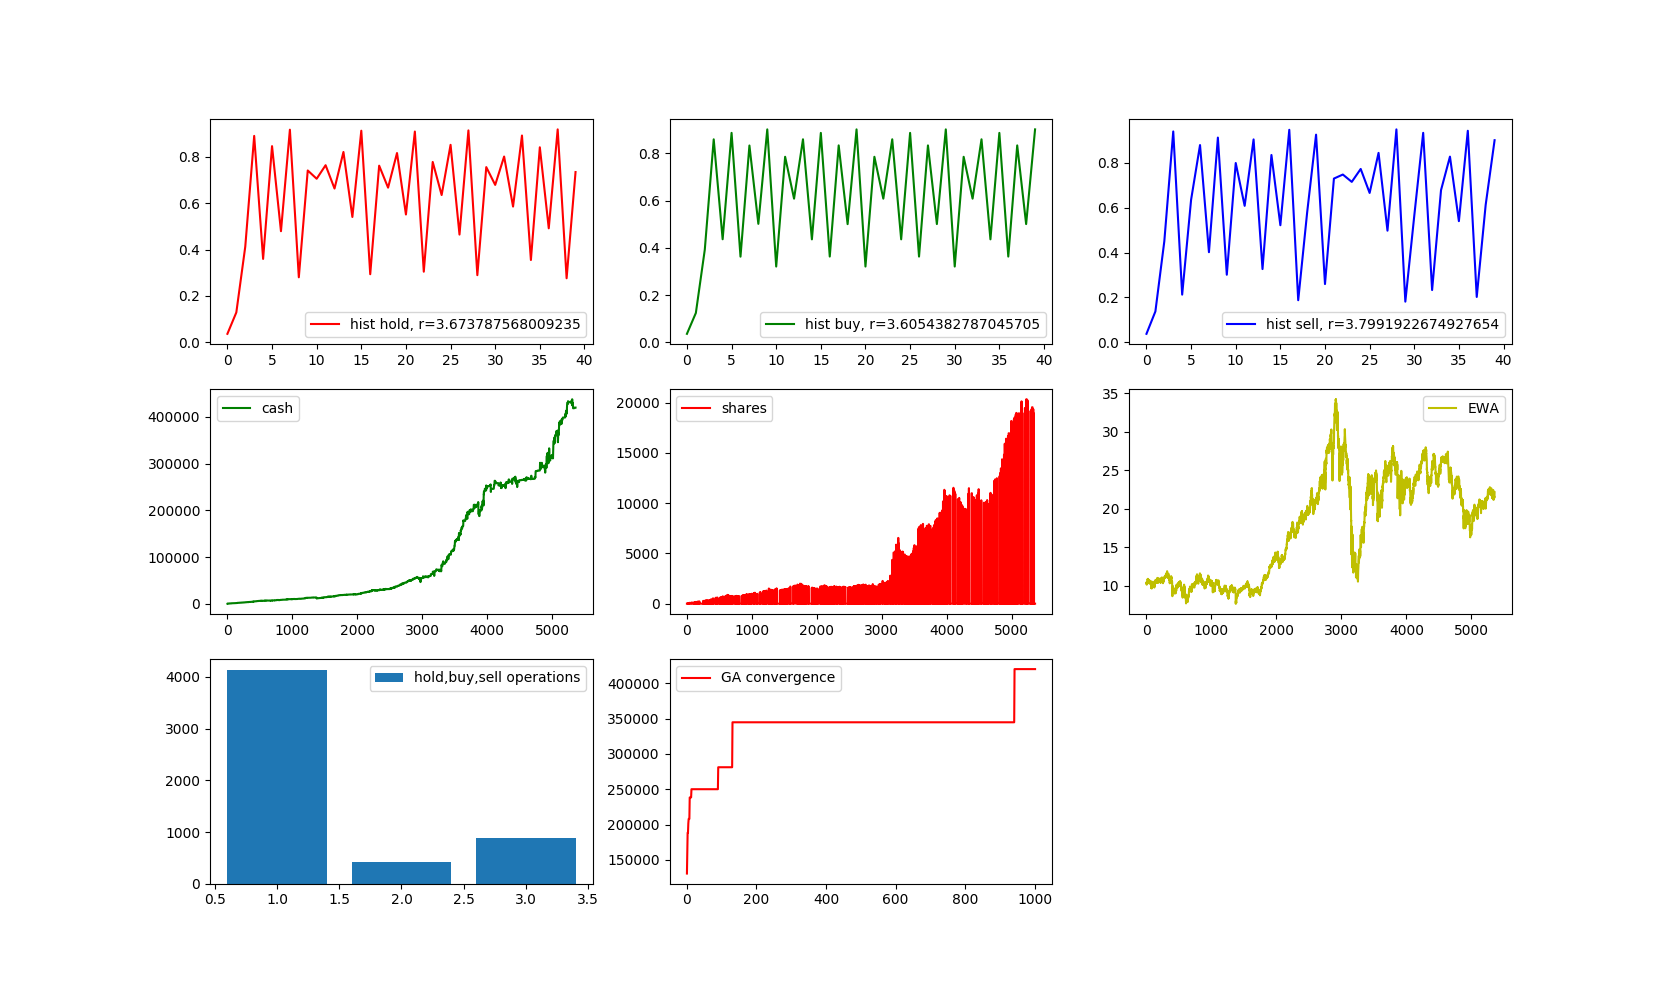 0.8
0.6
0.4
0.2
0.0
hist hold, r=3.673787568009235
0 5 10 15 20 25 30 35 40
0.8
0.6
0.4
0.2
0.0
hist buy, r=3.6054382787045705
0 5 10 15 20 25 30 35 40
0.8
0.6
0.4
0.2
0.0
hist sell, r=3.7991922674927654
0 5 10 15 20 25 30 35 40
cash
400000
300000
200000
100000
0
0 1000 2000 3000 4000 5000
shares
20000
15000
10000
5000
0
0 1000 2000 3000 4000 5000
EWA
35
30
25
20
15
10
0 1000 2000 3000 4000 5000
hold,buy,sell operations
4000
3000
2000
1000
0
0.5 1.0 1.5 2.0 2.5 3.0 3.5
GA convergence
400000
350000
300000
250000
200000
150000
0 200 400 600 800 1000